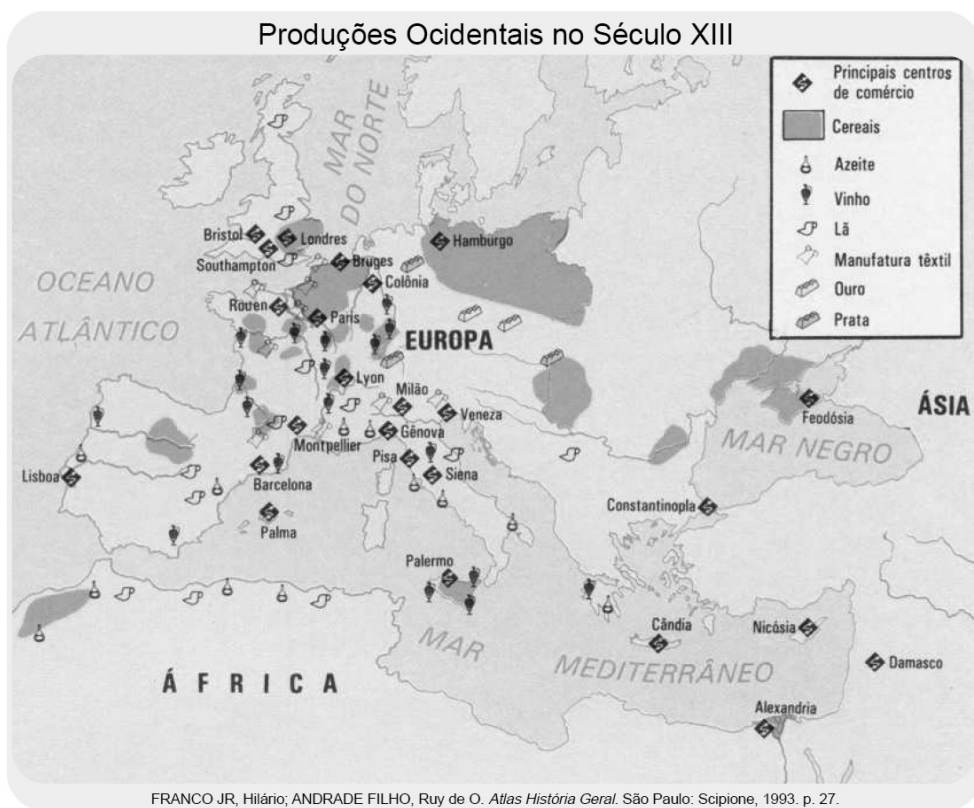 Produções Ocidentais no Século XIII
Principais centros
de comércio
Cereais
Azeite
Vinho
Lã
Manufatura têxtil
Ouro
Prata
MAR
DO NORTE
OCEANO
ATLÂNTICO
Bristol
Londres
Southampton
Bruges
Hamburgo
Colônia
Rouen
Paris
EUROPA
Lyon
Milão
Veneza
Gênova
Montpellier
Pisa
Siena
Lisboa
Barcelona
Palma
Feodósia
ÁSIA
MAR NEGRO
Constantinopla
Palermo
Cândia
Nicósia
MAR
MEDITERRÂNEO
Damasco
ÁFRICA
Alexandria
FRANCO JR, Hilário; ANDRADE FILHO, Ruy de O. Atlas História Geral. São Paulo: Scipione, 1993. p. 27.